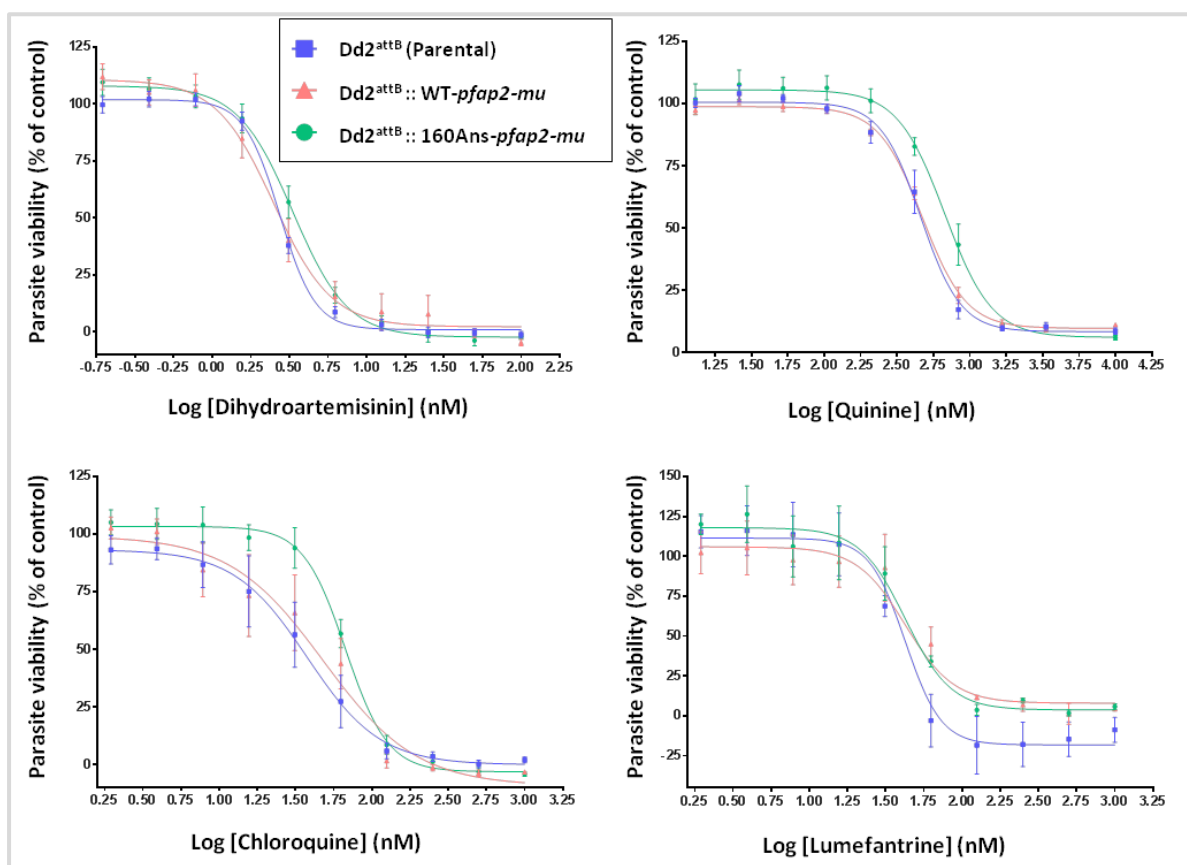 Parasite viability (% of control)
125
100
75
50
25
0
-0.75 -0.50 -0.25 0.00 0.25 0.50 0.75 1.00 1.25 1.50 1.75 2.00 2.25
Log [Dihydroartemisinin] (nM)
Dd2attB (Parental)
Dd2attB :: WT-pfap2-mu
Dd2attB :: 160Ans-pfap2-mu
Parasite viability (% of control)
125
100
75
50
25
0
1.25 1.50 1.75 2.00 2.25 2.50 2.75 3.00 3.25 3.50 3.75 4.00 4.25
Log [Quinine] (nM)
Parasite viability (% of control)
125
100
75
50
25
0
0.25 0.50 0.75 1.00 1.25 1.50 1.75 2.00 2.25 2.50 2.75 3.00 3.25
Log [Chloroquine] (nM)
Parasite viability (% of control)
150
125
100
75
50
25
0
-25
0.25 0.50 0.75 1.00 1.25 1.50 1.75 2.00 2.25 2.50 2.75 3.00 3.25
Log [Lumefantrine] (nM)